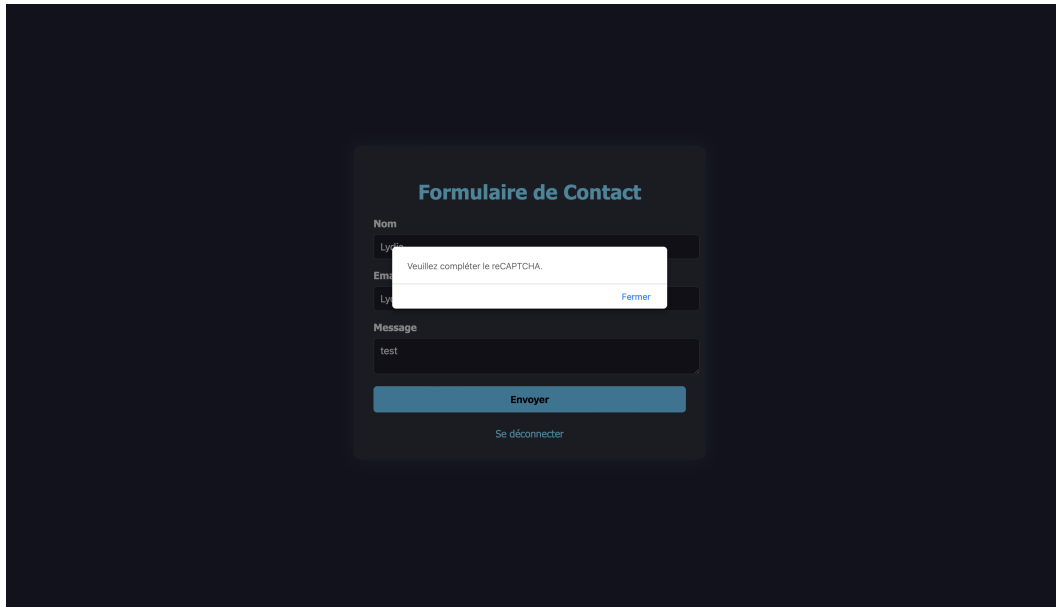 Formulaire de Contact
Nom
Veuillez compléter le reCAPTCHA.
Fermer
Message
test
Envoyer
Se déconnecter